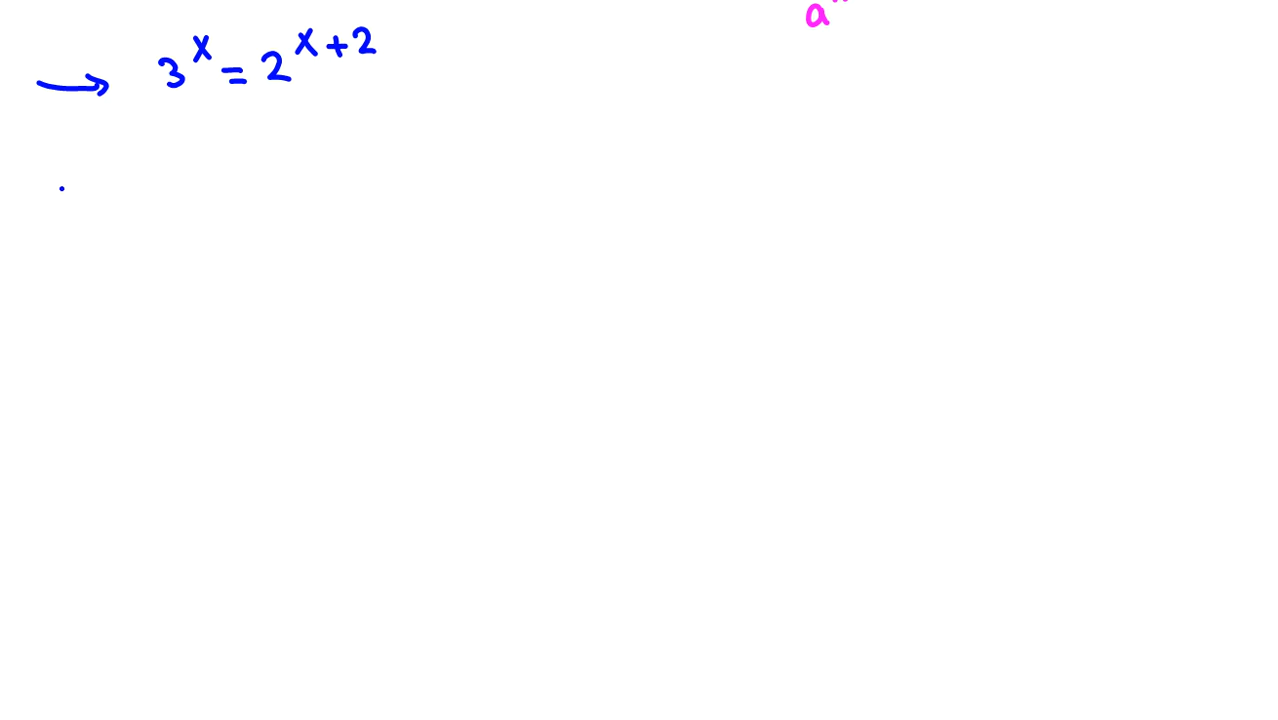 a
→ 3^x = 2^{x+2}